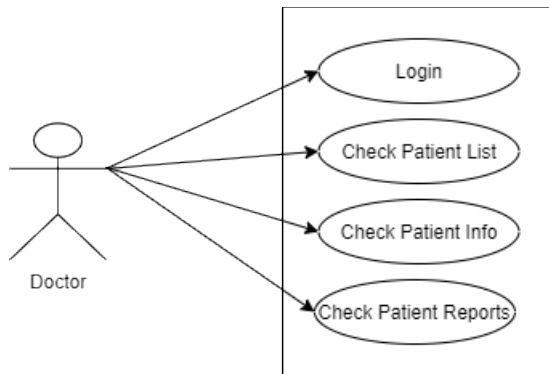 Login
Check Patient List
Check Patient Info
Doctor
Check Patient Reports